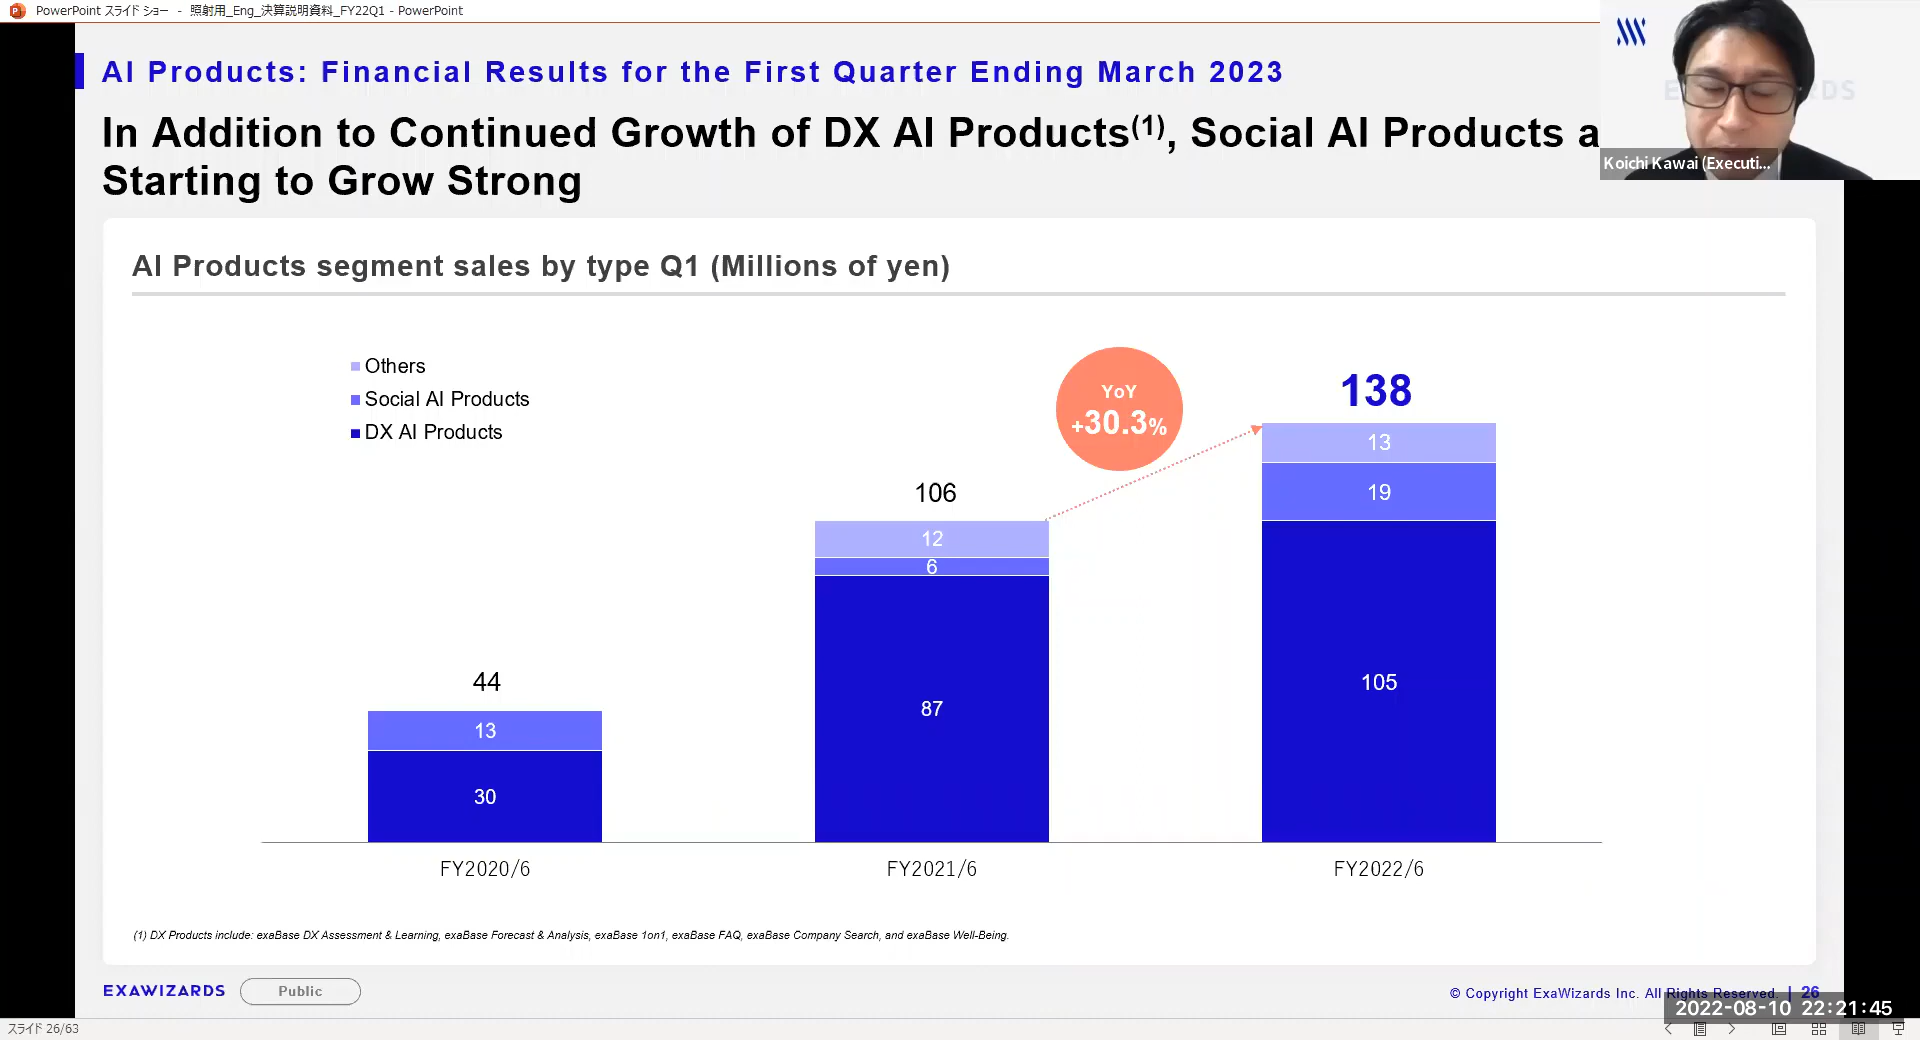 PowerPoint スライド ショー - 照射用_Eng_決算説明資料_FY22Q1 - PowerPoint
AI Products: Financial Results for the First Quarter Ending March 2023
In Addition to Continued Growth of DX AI Products(1), Social AI Products a
Starting to Grow Strong
Koichi Kawai (Executi...
AI Products segment sales by type Q1 (Millions of yen)
Others
Social AI Products
DX AI Products
YoY
+30.3%
138
13
19
105
106
12
6
87
44
13
30
FY2020/6
FY2021/6
FY2022/6
(1) DX Products include: exaBase DX Assessment & Learning, exaBase Forecast & Analysis, exaBase 1on1, exaBase FAQ, exaBase Company Search, and exaBase Well-Being.
EXAWIZARDS
Public
© Copyright ExaWizards Inc. All Rights Reserved. | 26
2022-08-10 22:21:45
スライド 26/63